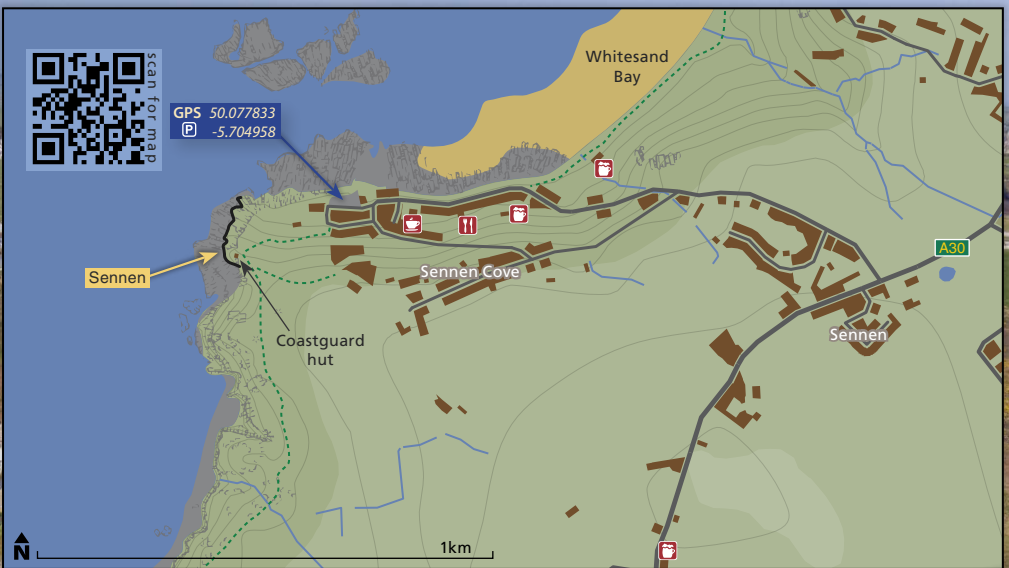 scan for map
GPS 50.077833
P -5.704958
Whitesand
Bay
A30
Sennen
Sennen Cove
Coastguard
hut
Sennen
N
1km